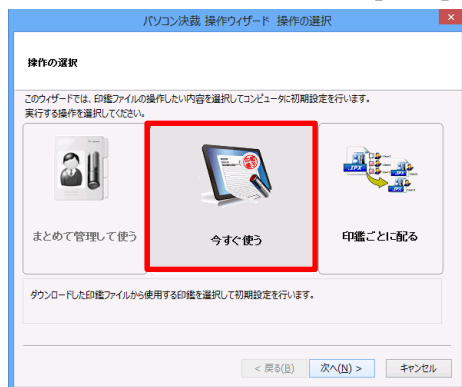 パソコン決裁 操作ウィザード 操作の選択
操作の選択
このウィザードでは、印鑑ファイルの操作したい内容を選択してコンピュータに初期設定を行います。
実行する操作を選択してください。
まとめて管理して使う
今すぐ使う
印鑑ごとに配る
.JPX
.JPX
.JPX
ダウンロードした印鑑ファイルから使用する印鑑を選択して初期設定を行います。
< 戻る(B) 次へ(N) > キャンセル